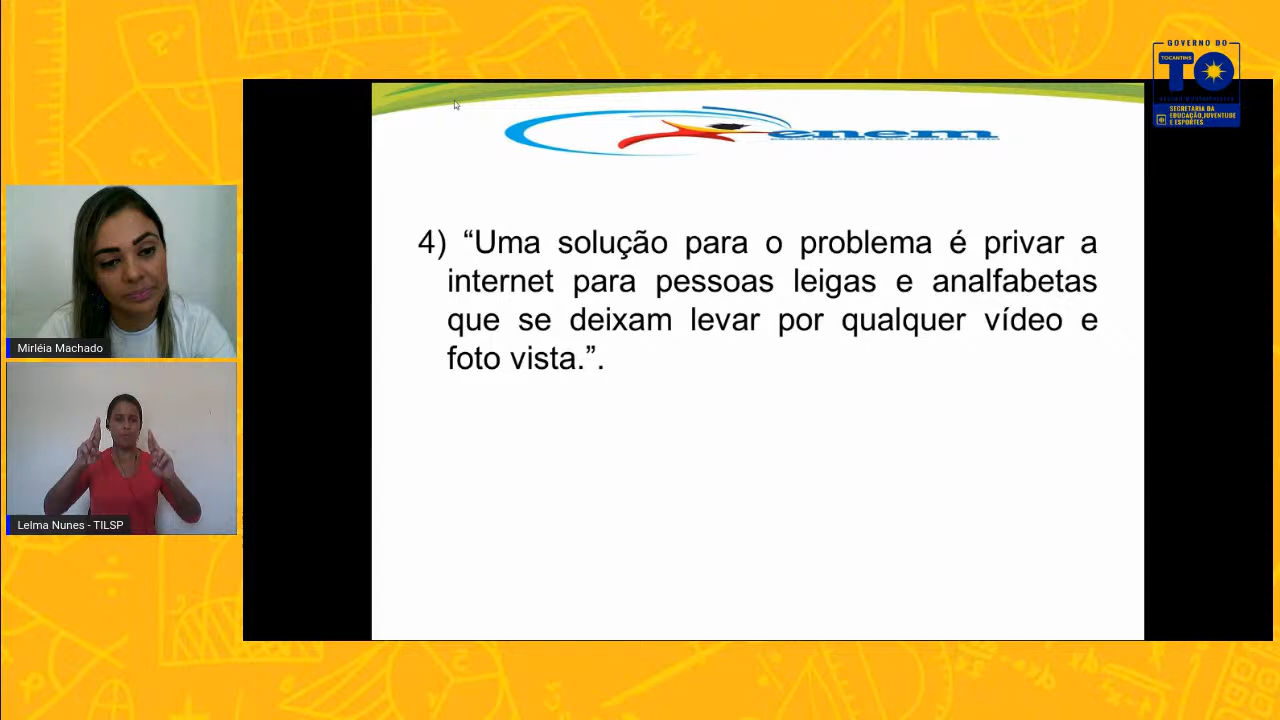 GOVERNO DO
TOCANTINS
TO
SECRETARIA DA
EDUCAÇÃO, JUVENTUDE
E ESPORTES
enem
4) “Uma solução para o problema é privar a
internet para pessoas leigas e analfabetas
que se deixam levar por qualquer vídeo e
foto vista.”.
Mirléia Machado
Lelma Nunes - TILSP